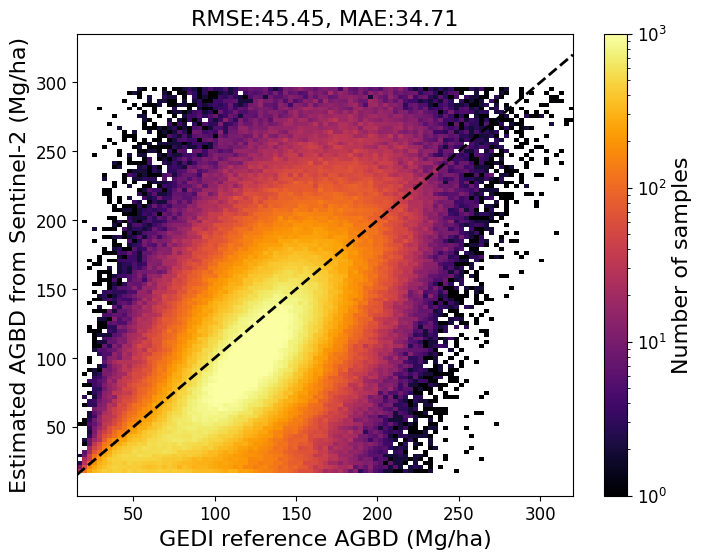 RMSE:45.45, MAE:34.71
Estimated AGBD from Sentinel-2 (Mg/ha)
300
250
200
150
100
50
50 100 150 200 250 300
GEDI reference AGBD (Mg/ha)
10³
10²
10¹
10⁰
Number of samples